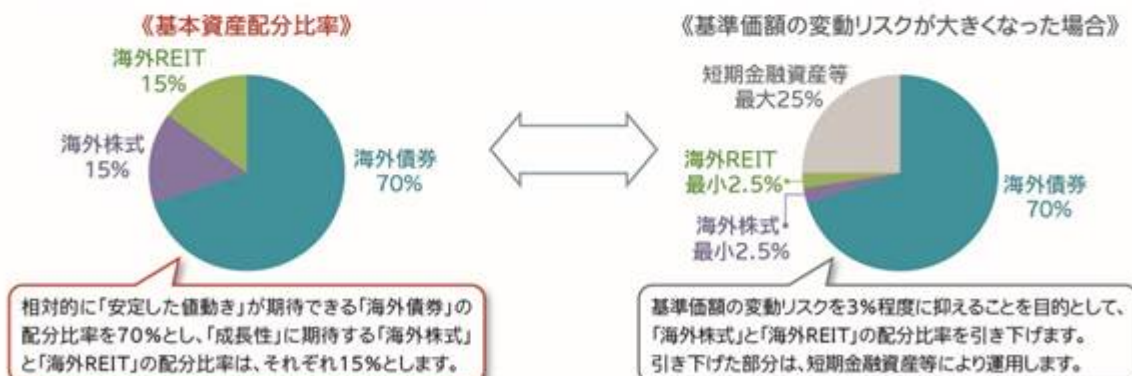 《基本資産配分比率》
海外REIT
15%
海外株式
15%
海外債券
70%
相対的に「安定した値動き」が期待できる「海外債券」の
配分比率を70%とし、「成長性」に期待する「海外株式」
と「海外REIT」の配分比率は、それぞれ15%とします。
《基準価額の変動リスクが大きくなった場合》
短期金融資産等
最大25%
海外REIT
最小2.5%
海外株式
最小2.5%
海外債券
70%
基準価額の変動リスクを3%程度に抑えることを目的として、
「海外株式」と「海外REIT」の配分比率を引き下げます。
引き下げた部分は、短期金融資産等により運用します。